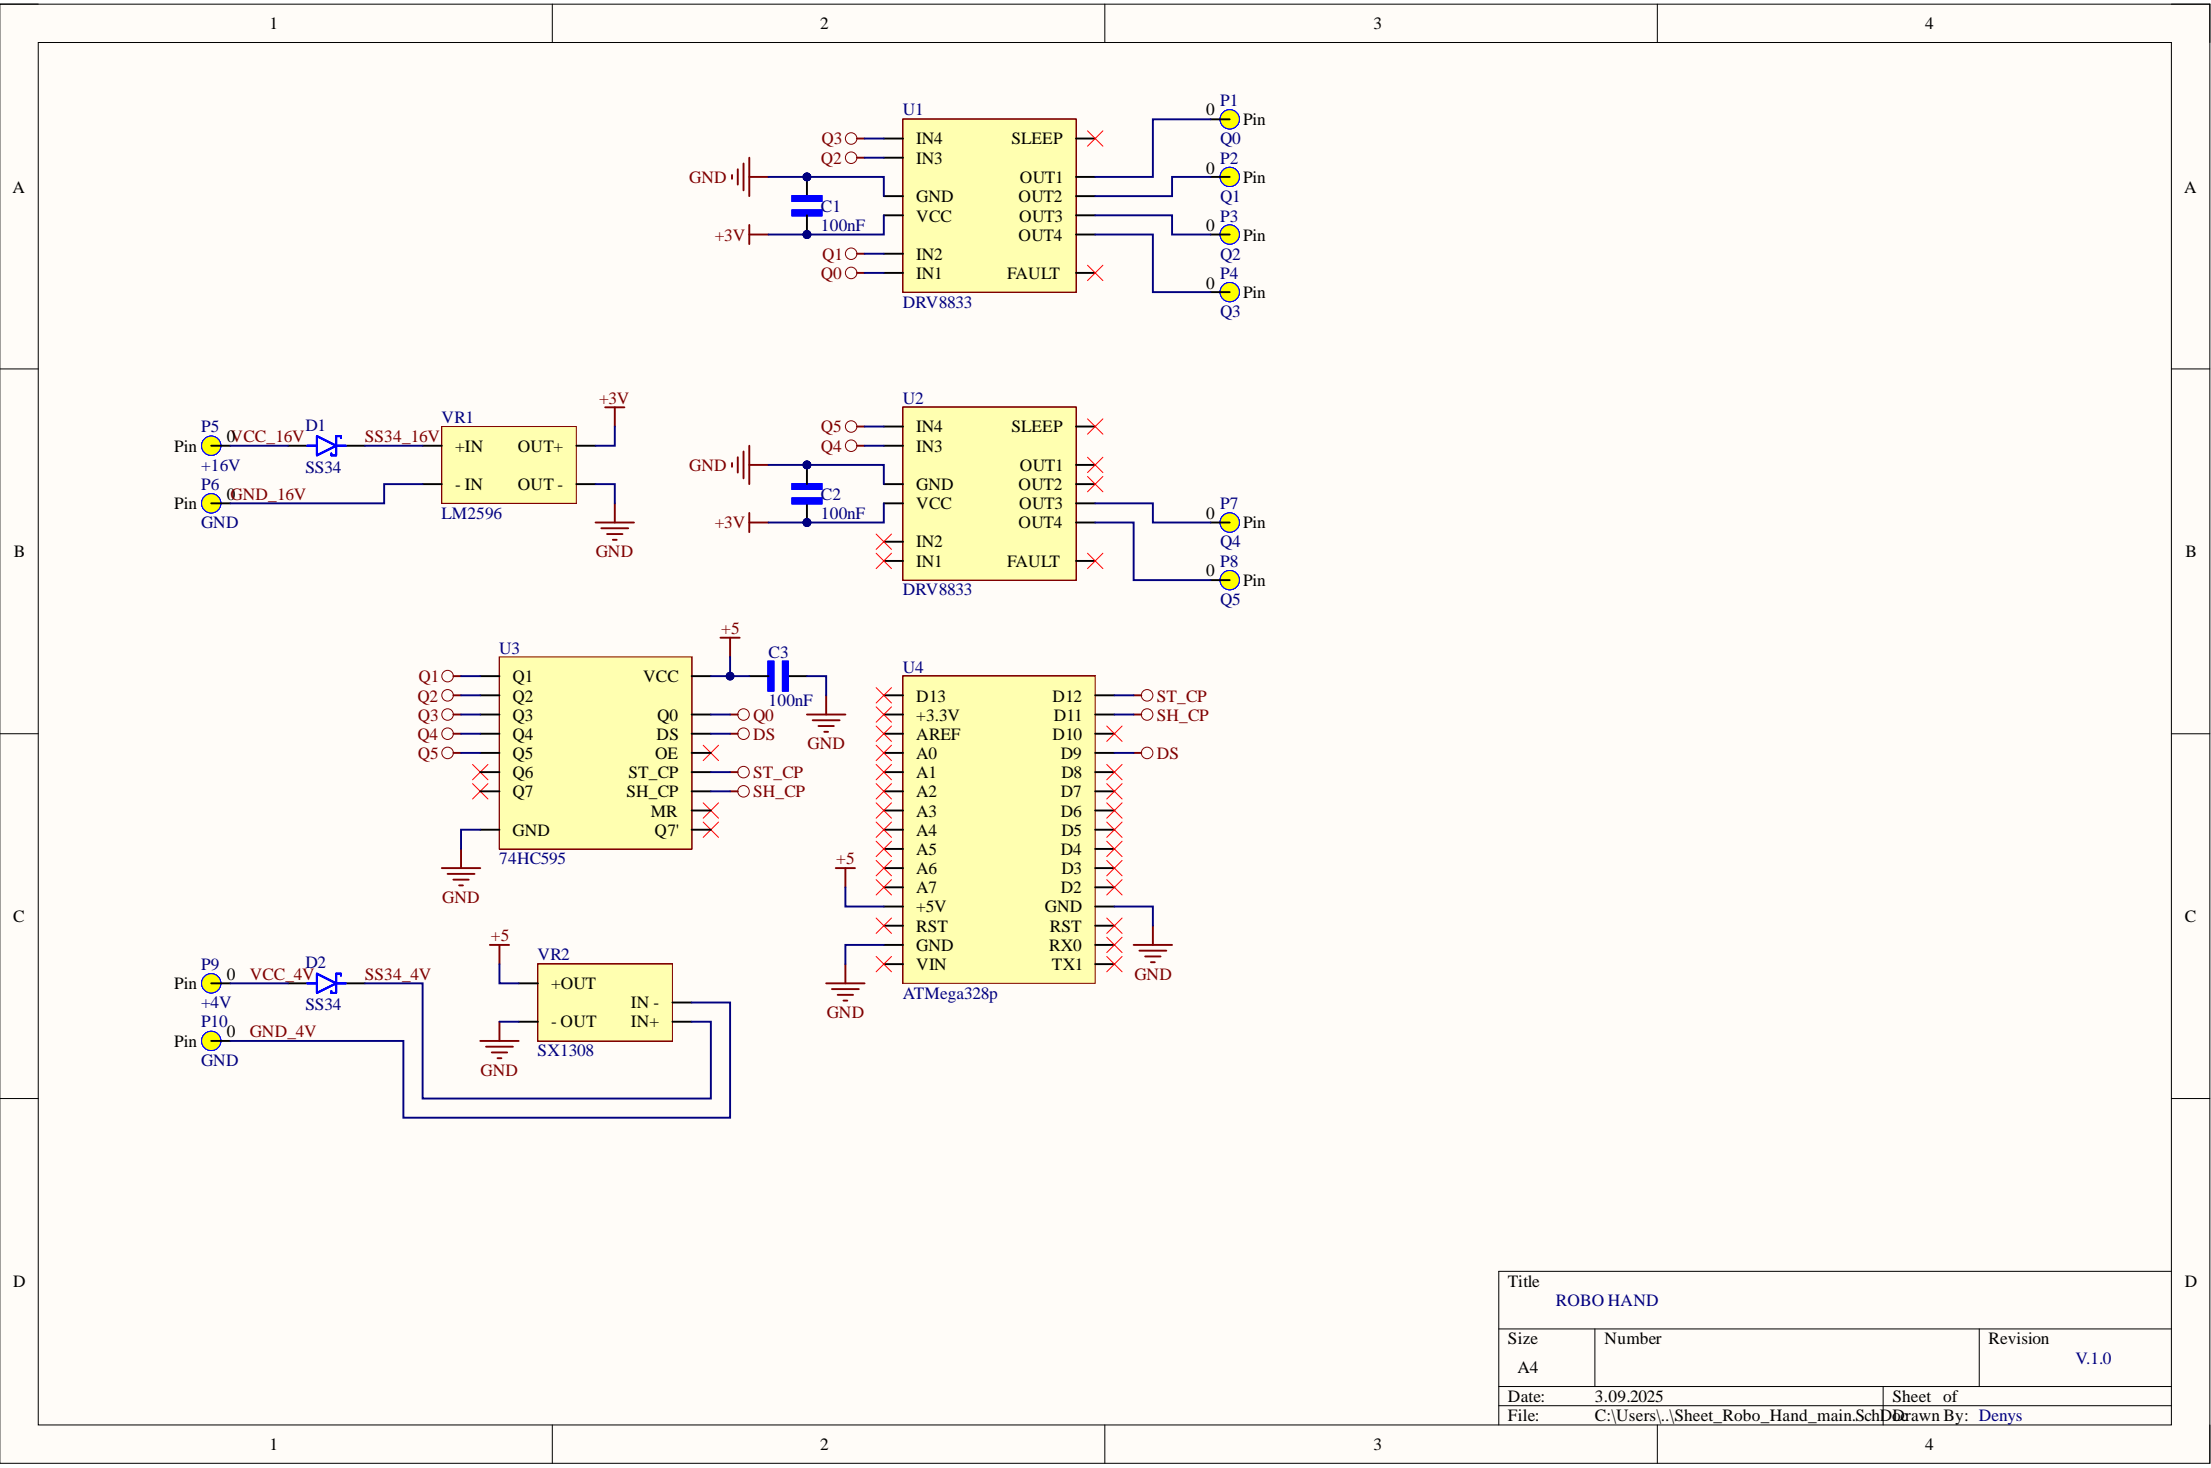 1 2 3 4
A A
B B
C C
D D
1 2 3 4
U1
Q3 IN4 SLEEP
Q2 IN3
GND GND OUT1
OUT2
C1
100nF
+3V VCC OUT3
OUT4
Q1 IN2
Q0 IN1 FAULT
DRV8833
P1
0 Pin
Q0
P2
0 Pin
Q1
P3
0 Pin
Q2
P4
0 Pin
Q3
P5
Pin 0 VCC_16V
+16V
D1
SS34
SS34_16V
P6
Pin 0 GND_16V
GND
VR1
+IN OUT+
- IN OUT -
LM2596
+3V
GND
U2
Q5 IN4 SLEEP
Q4 IN3
GND GND OUT1
OUT2
C2
100nF
+3V VCC OUT3
OUT4
IN2
IN1 FAULT
DRV8833
P7
0 Pin
Q4
P8
0 Pin
Q5
U3
+5
C3
100nF
GND
Q1 Q1 VCC
Q2 Q2
Q3 Q3 Q0 Q0
Q4 Q4 DS DS
Q5 Q5 OE
Q6 ST_CP ST_CP
Q7 SH_CP SH_CP
MR
GND Q7'
74HC595
GND
U4
D13 D12 ST_CP
+3.3V D11 SH_CP
AREF D10
A0 D9 DS
A1 D8
A2 D7
A3 D6
A4 D5
A5 D4
A6 D3
A7 D2
+5 +5V GND
RST RST
GND RX0
VIN TX1
ATMega328p
GND
GND
P9
Pin 0 VCC_4V
+4V
D2
SS34
SS34_4V
P10
Pin 0 GND_4V
GND
+5
VR2
+OUT
IN -
- OUT IN+
SX1308
GND
Title
ROBO HAND
Size Number Revision
A4 V.1.0
Date: 3.09.2025 Sheet of
File: C:\Users\..\Sheet_Robo_Hand_main.SchDoc Drawn By: Denys